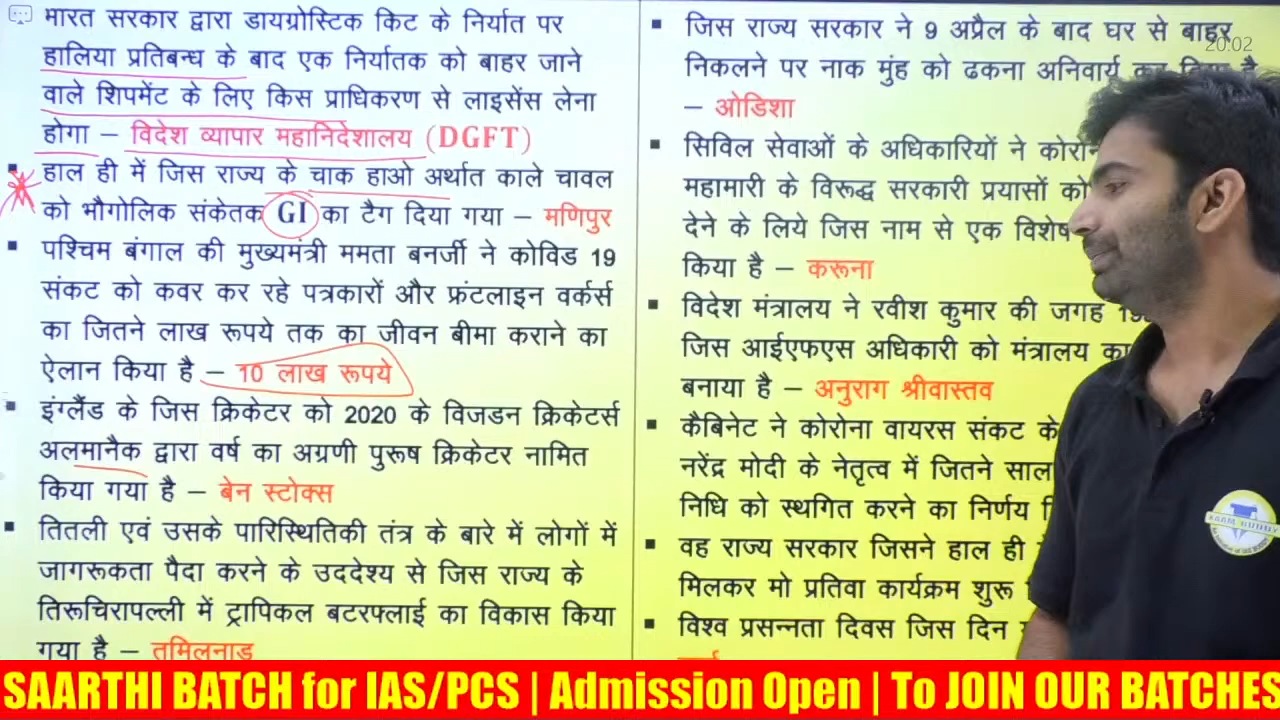 मारत सरकार द्वारा डायग्रोस्टिक किट के निर्यात पर
हालिया प्रतिबन्ध के बाद एक निर्यातक को बाहर जाने
वाले शिपमेंट के लिए किस प्राधिकरण से लाइसेंस लेना
होगा – विदेश व्यापार महानिदेशालय (DGFT)
हाल ही में जिस राज्य के चाक हाओ अर्थात काले चावल
को भौगोलिक संकेतक GI का टैग दिया गया – मणिपुर
पश्चिम बंगाल की मुख्यमंत्री ममता बनर्जी ने कोविड 19
संकट को कवर कर रहे पत्रकारों और फ्रंटलाइन वर्कर्स
का जितने लाख रूपये तक का जीवन बीमा कराने का
ऐलान किया है – 10 लाख रूपये
इंग्लैंड के जिस क्रिकेटर को 2020 के विजडन क्रिकेटर्स
अलमानैक द्वारा वर्ष का अग्रणी पुरूष क्रिकेटर नामित
किया गया है – बेन स्टोक्स
तितली एवं उसके पारिस्थितिकी तंत्र के बारे में लोगों में
जागरूकता पैदा करने के उददेश्य से जिस राज्य के
तिरूचिरापल्ली में ट्रापिकल बटरफ्लाई का विकास किया
गया है – तमिलनाडु
जिस राज्य सरकार ने 9 अप्रैल के बाद घर से बाहर
20:02
निकलने पर नाक मुंह को ढकना अनिवार्य
– ओडिशा
सिविल सेवाओं के अधिकारियों ने
महामारी के विरूद्ध सरकारी प्रयासों को
देने के लिये जिस नाम से एक विशेष
किया है – करूना
विदेश मंत्रालय ने रवीश कुमार की जगह
जिस आईएफएस अधिकारी को मंत्रालय का
बनाया है – अनुराग श्रीवास्तव
कैबिनेट ने कोरोना वायरस संकट के
नरेंद्र मोदी के नेतृत्व में जितने साल
निधि को स्थगित करने का निर्णय
वह राज्य सरकार जिसने हाल ही
मिलकर मो प्रतिवा कार्यक्रम शुरू
विश्व प्रसन्नता दिवस जिस दिन
EXAM BUDDY
SAARTHI BATCH for IAS/PCS | Admission Open | To JOIN OUR BATCHES